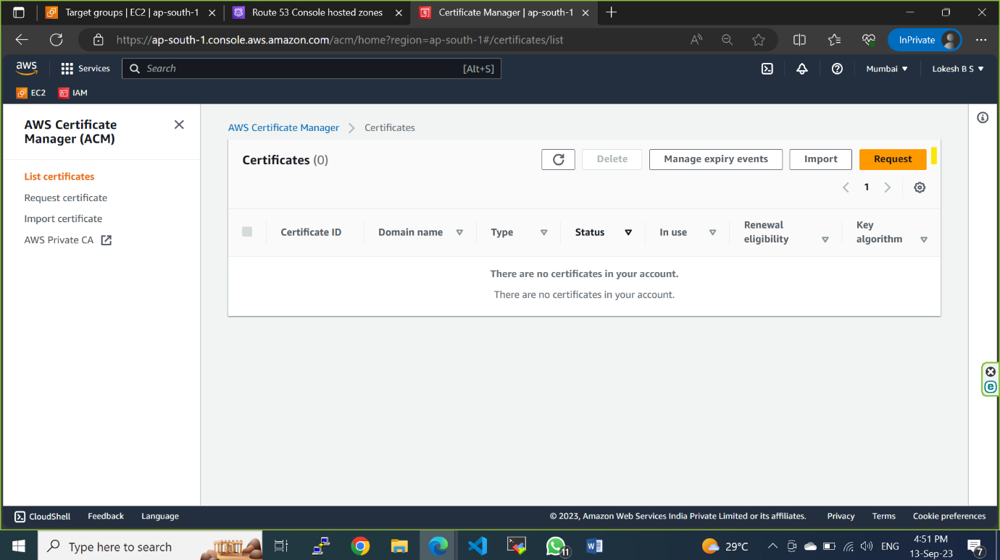 Target groups | EC2 | ap-south-1
Route 53 Console hosted zones
Certificate Manager | ap-south-1
https://ap-south-1.console.aws.amazon.com/acm/home?region=ap-south-1#/certificates/list
InPrivate
aws
Services
Search
[Alt+S]
Mumbai
Lokesh B S
EC2
IAM
AWS Certificate
Manager (ACM)
List certificates
Request certificate
Import certificate
AWS Private CA
AWS Certificate Manager
Certificates
Certificates (0)
Delete
Manage expiry events
Import
Request
1
Certificate ID
Domain name
Type
Status
In use
Renewal
eligibility
Key
algorithm
There are no certificates in your account.
There are no certificates in your account.
CloudShell
Feedback
Language
© 2023, Amazon Web Services India Private Limited or its affiliates.
Privacy
Terms
Cookie preferences
Type here to search
11
29°C
ENG
4:51 PM
13-Sep-23
7